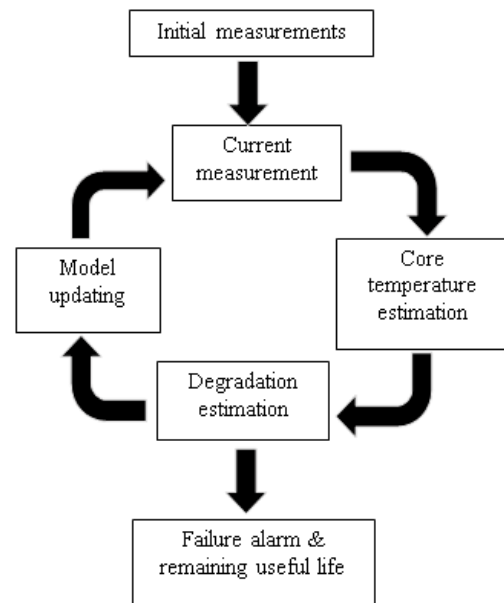 Initial measurements
Current
measurement
Core
temperature
estimation
Model
updating
Degradation
estimation
Failure alarm &
remaining useful life